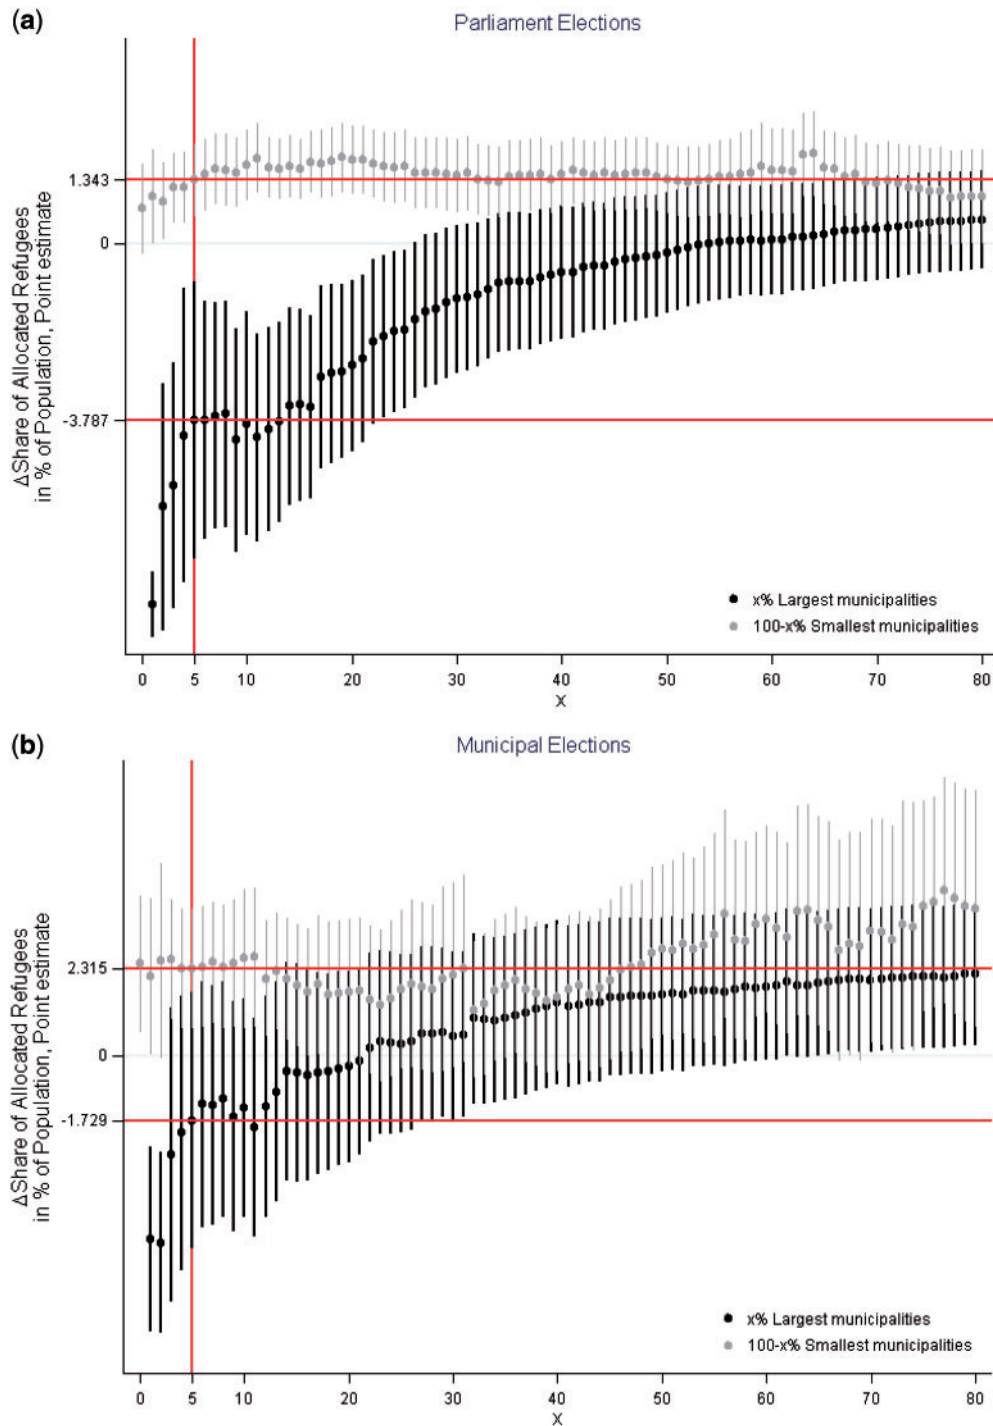 (a)
Parliament Elections
ΔShare of Allocated Refugees
in % of Population, Point estimate
1.343
0
-3.787
x% Largest municipalities
100-x% Smallest municipalities
0 5 10 20 30 40 50 60 70 80
X
(b)
Municipal Elections
ΔShare of Allocated Refugees
in % of Population, Point estimate
2.315
0
-1.729
x% Largest municipalities
100-x% Smallest municipalities
0 5 10 20 30 40 50 60 70 80
X